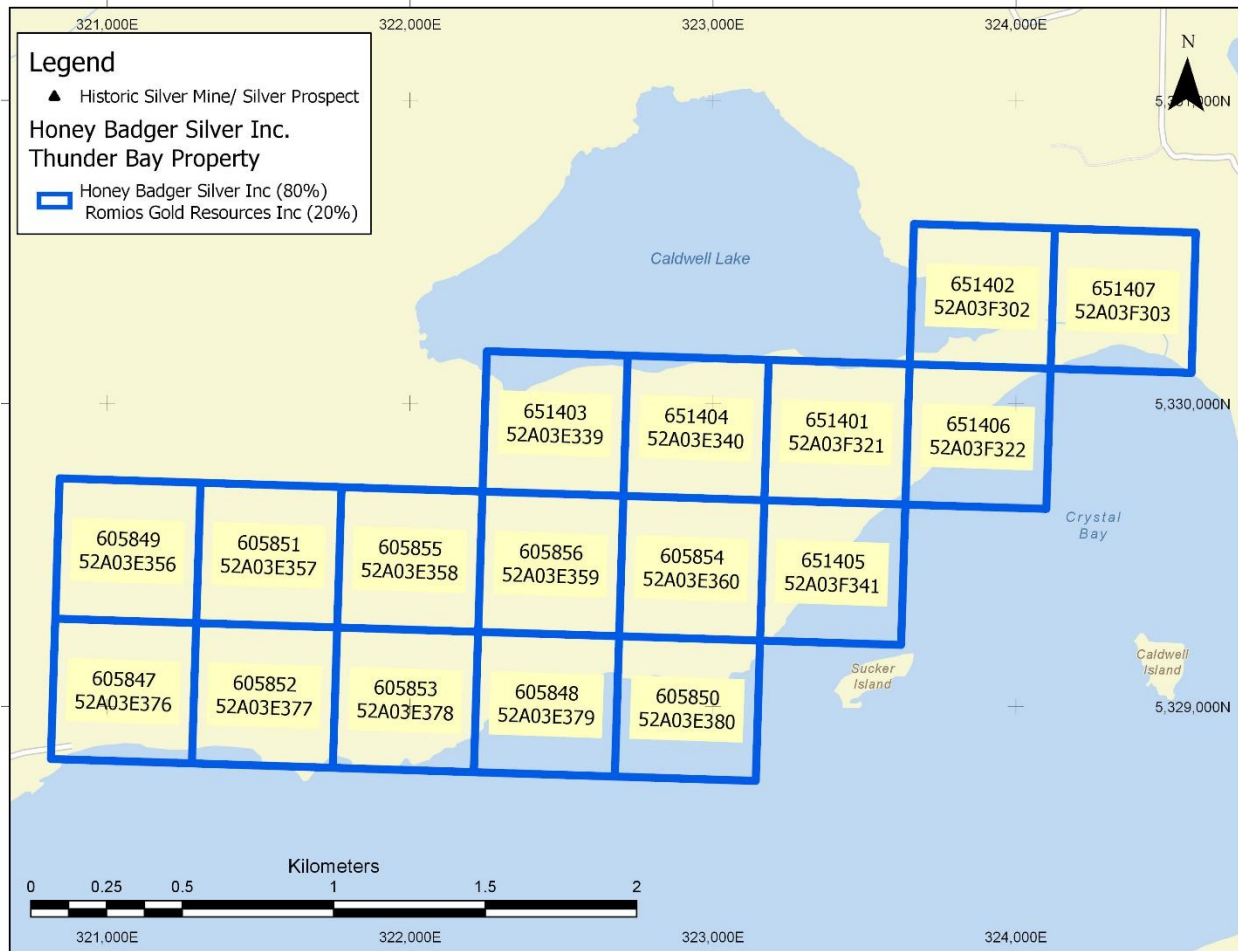 321,000E
322,000E
323,000E
324,000E
Legend
Historic Silver Mine/ Silver Prospect
Honey Badger Silver Inc.
Thunder Bay Property
Honey Badger Silver Inc (80%)
Romios Gold Resources Inc (20%)
N
5,331,000N
Caldwell Lake
651402
52A03F302
651407
52A03F303
651403
52A03E339
651404
52A03E340
651401
52A03F321
651406
52A03F322
5,330,000N
Crystal
Bay
605849
52A03E356
605851
52A03E357
605855
52A03E358
605856
52A03E359
605854
52A03E360
651405
52A03F341
Sucker
Island
Caldwell
Island
605847
52A03E376
605852
52A03E377
605853
52A03E378
605848
52A03E379
605850
52A03E380
5,329,000N
Kilometers
0 0.25 0.5 1 1.5 2
321,000E
322,000E
323,000E
324,000E